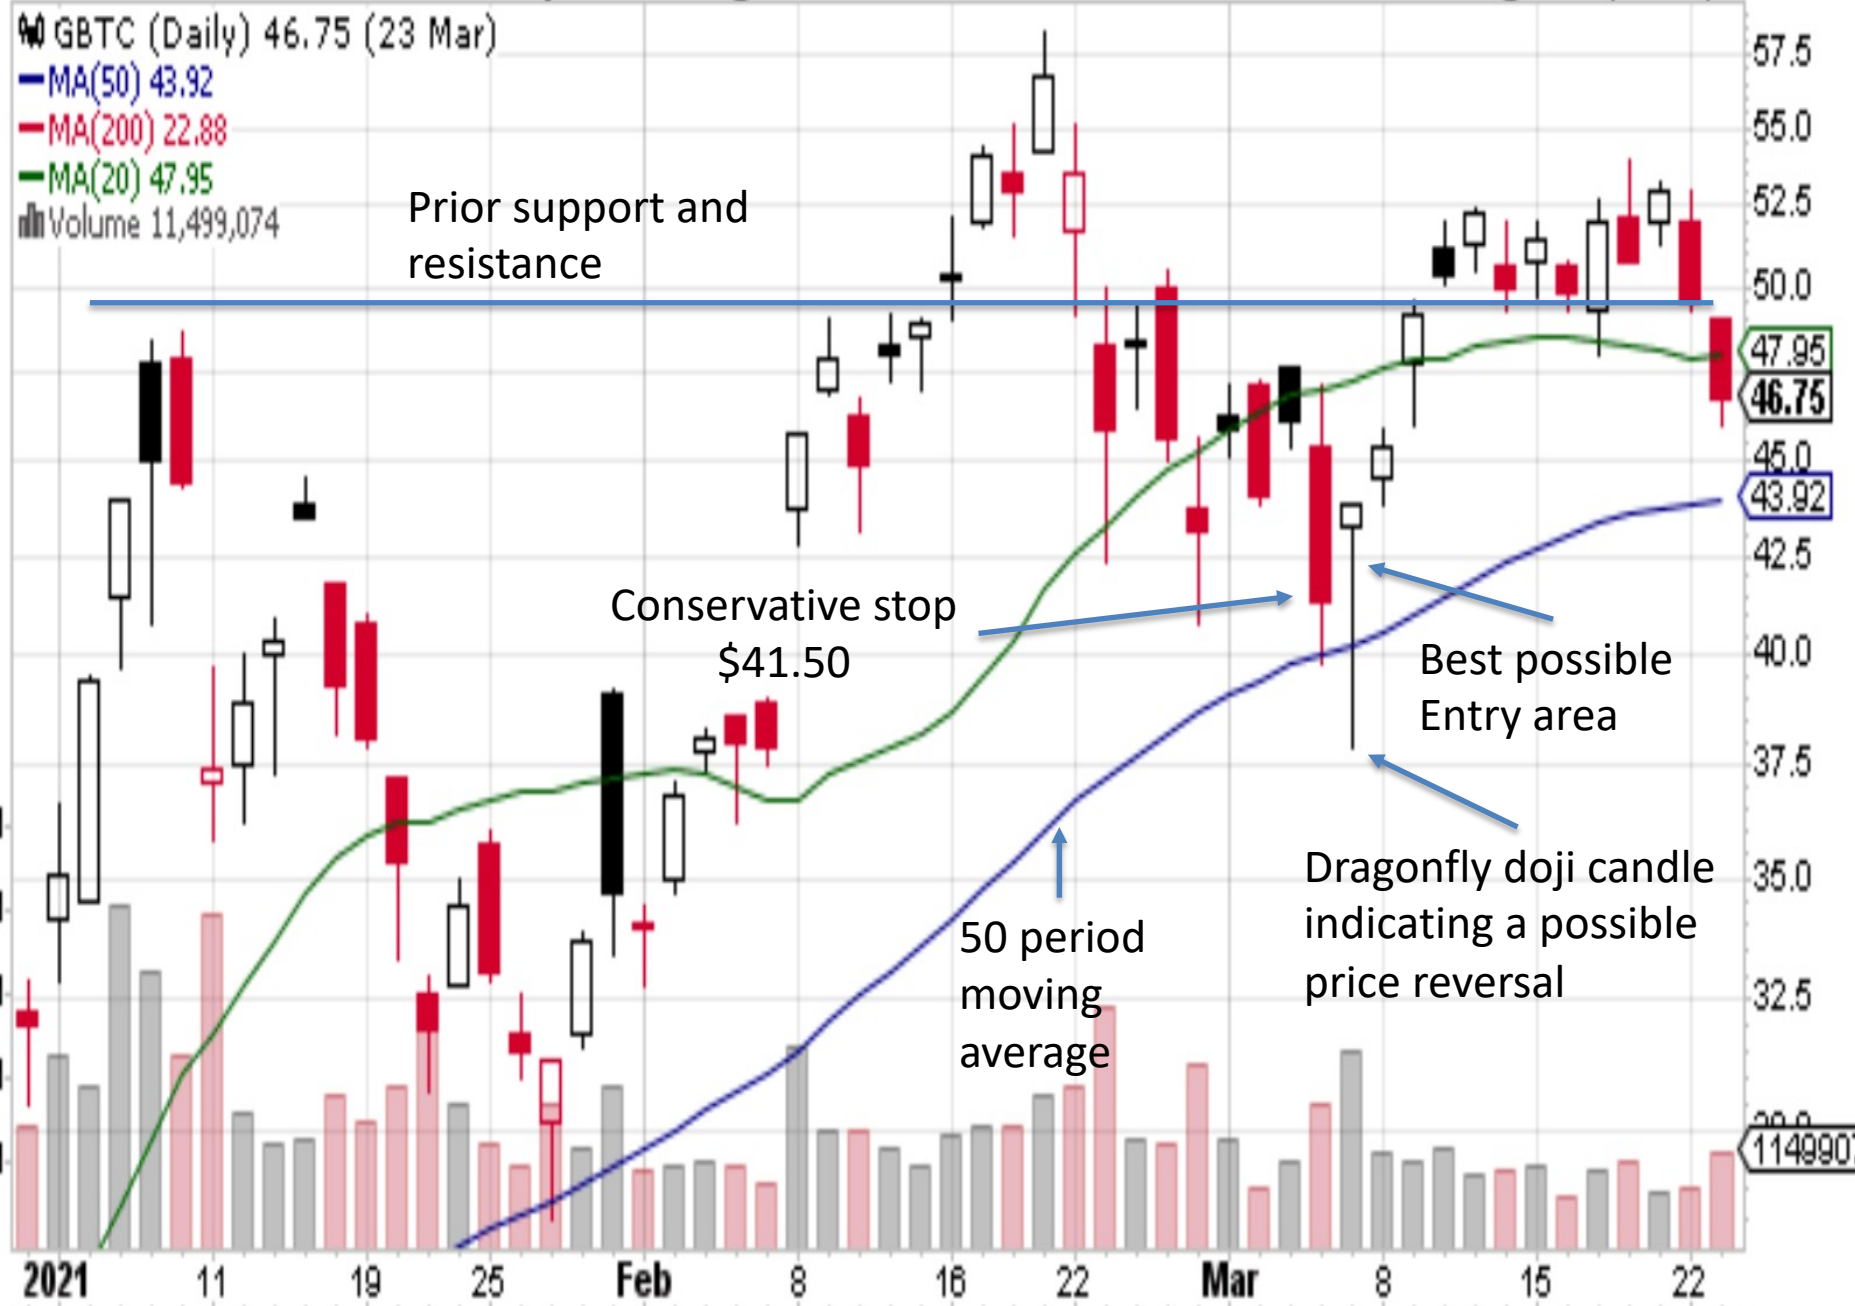 GBTC (Daily) 46.75 (23 Mar)
MA(50) 43.92
MA(200) 22.88
MA(20) 47.95
Volume 11,499,074
Prior support and
resistance
Conservative stop
$41.50
Best possible
Entry area
Dragonfly doji candle
indicating a possible
price reversal
50 period
moving
average
57.5
55.0
52.5
50.0
47.95
46.75
45.0
43.92
42.5
40.0
37.5
35.0
32.5
1149907
2021 11 19 25 Feb 8 16 22 Mar 8 15 22